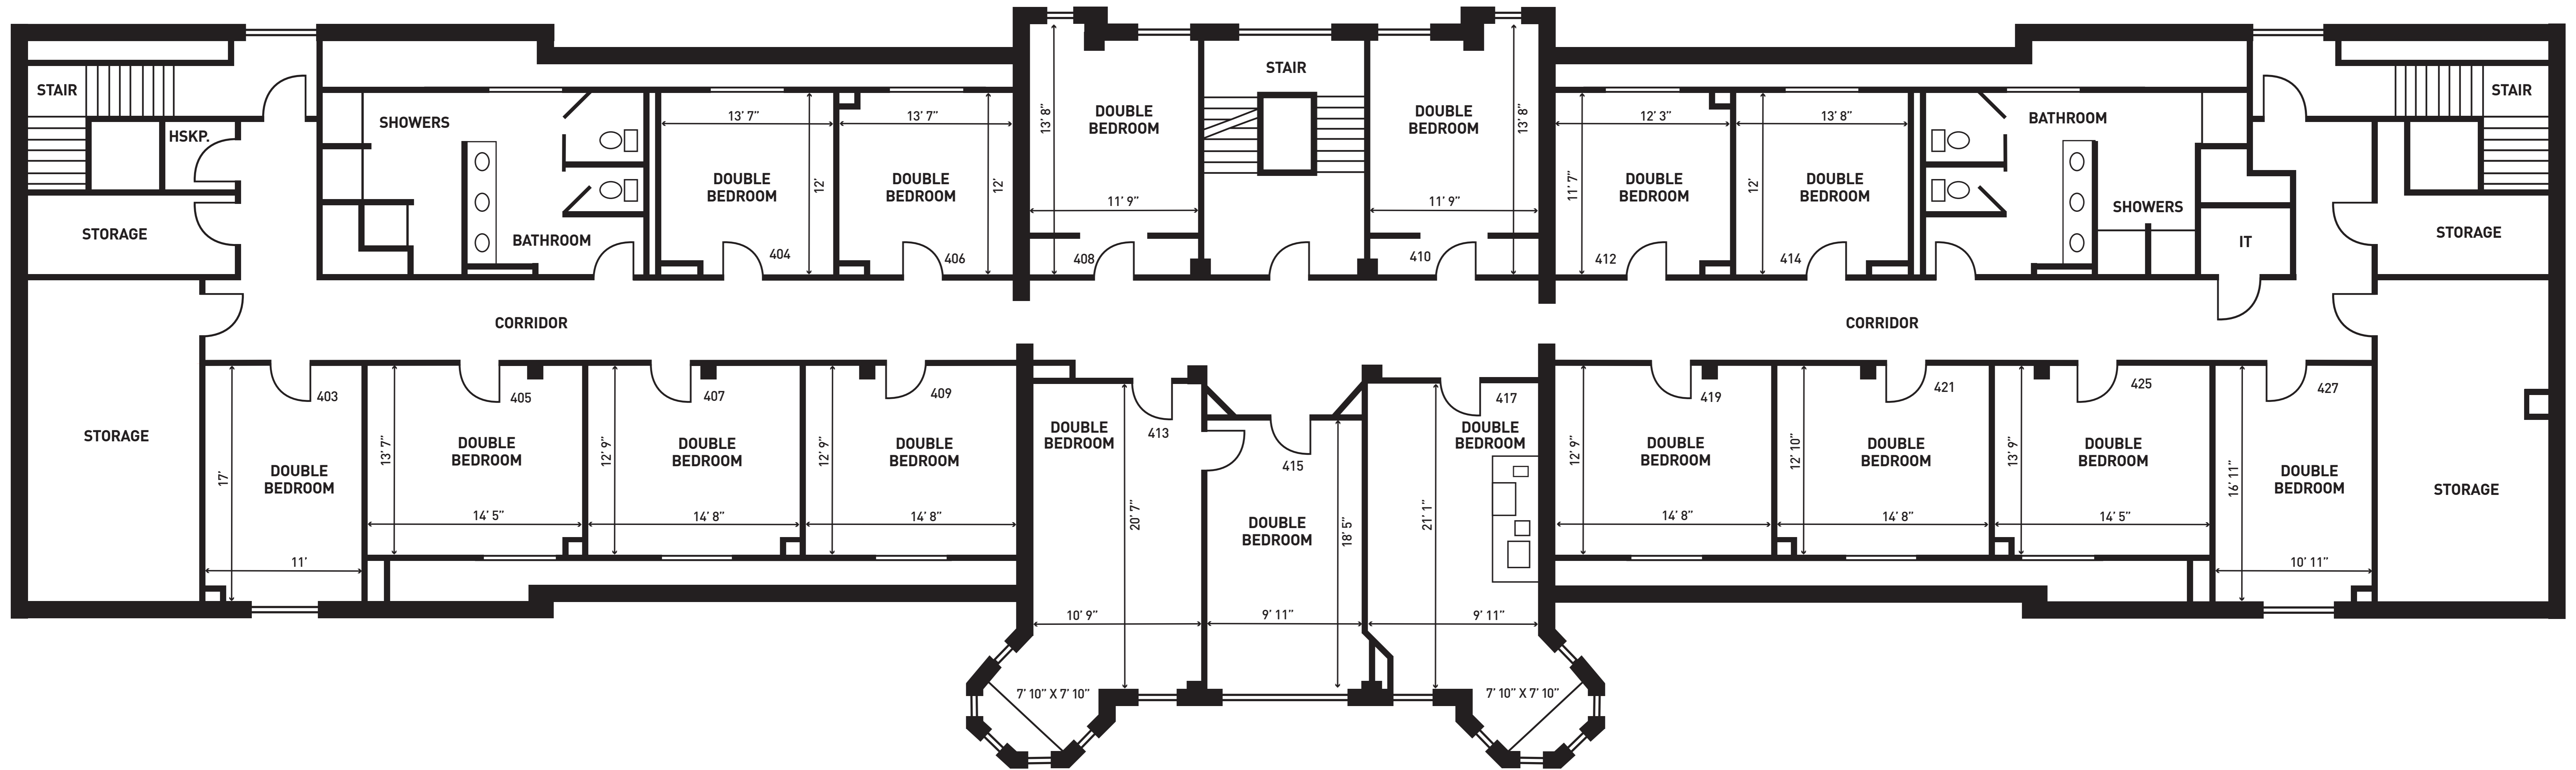 STAIR
HSKP.
STORAGE
STORAGE
SHOWERS
BATHROOM
13' 7"
12'
DOUBLE
BEDROOM
404
13' 7"
12'
DOUBLE
BEDROOM
406
13' 8"
DOUBLE
BEDROOM
11' 9"
408
STAIR
DOUBLE
BEDROOM
13' 8"
11' 9"
410
12' 3"
11' 7"
DOUBLE
BEDROOM
412
13' 8"
12'
DOUBLE
BEDROOM
414
BATHROOM
SHOWERS
IT
STAIR
STORAGE
STORAGE
CORRIDOR
CORRIDOR
403
17'
DOUBLE
BEDROOM
11'
405
13' 7"
DOUBLE
BEDROOM
14' 5"
407
12' 9"
DOUBLE
BEDROOM
14' 8"
409
12' 9"
DOUBLE
BEDROOM
14' 8"
DOUBLE
BEDROOM
413
20' 7"
10' 9"
7' 10" X 7' 10"
415
DOUBLE
BEDROOM
18' 5"
9' 11"
417
DOUBLE
BEDROOM
21' 1"
9' 11"
7' 10" X 7' 10"
419
12' 9"
DOUBLE
BEDROOM
14' 8"
421
12' 10"
DOUBLE
BEDROOM
14' 8"
425
13' 9"
DOUBLE
BEDROOM
14' 5"
427
16' 11"
DOUBLE
BEDROOM
10' 11"